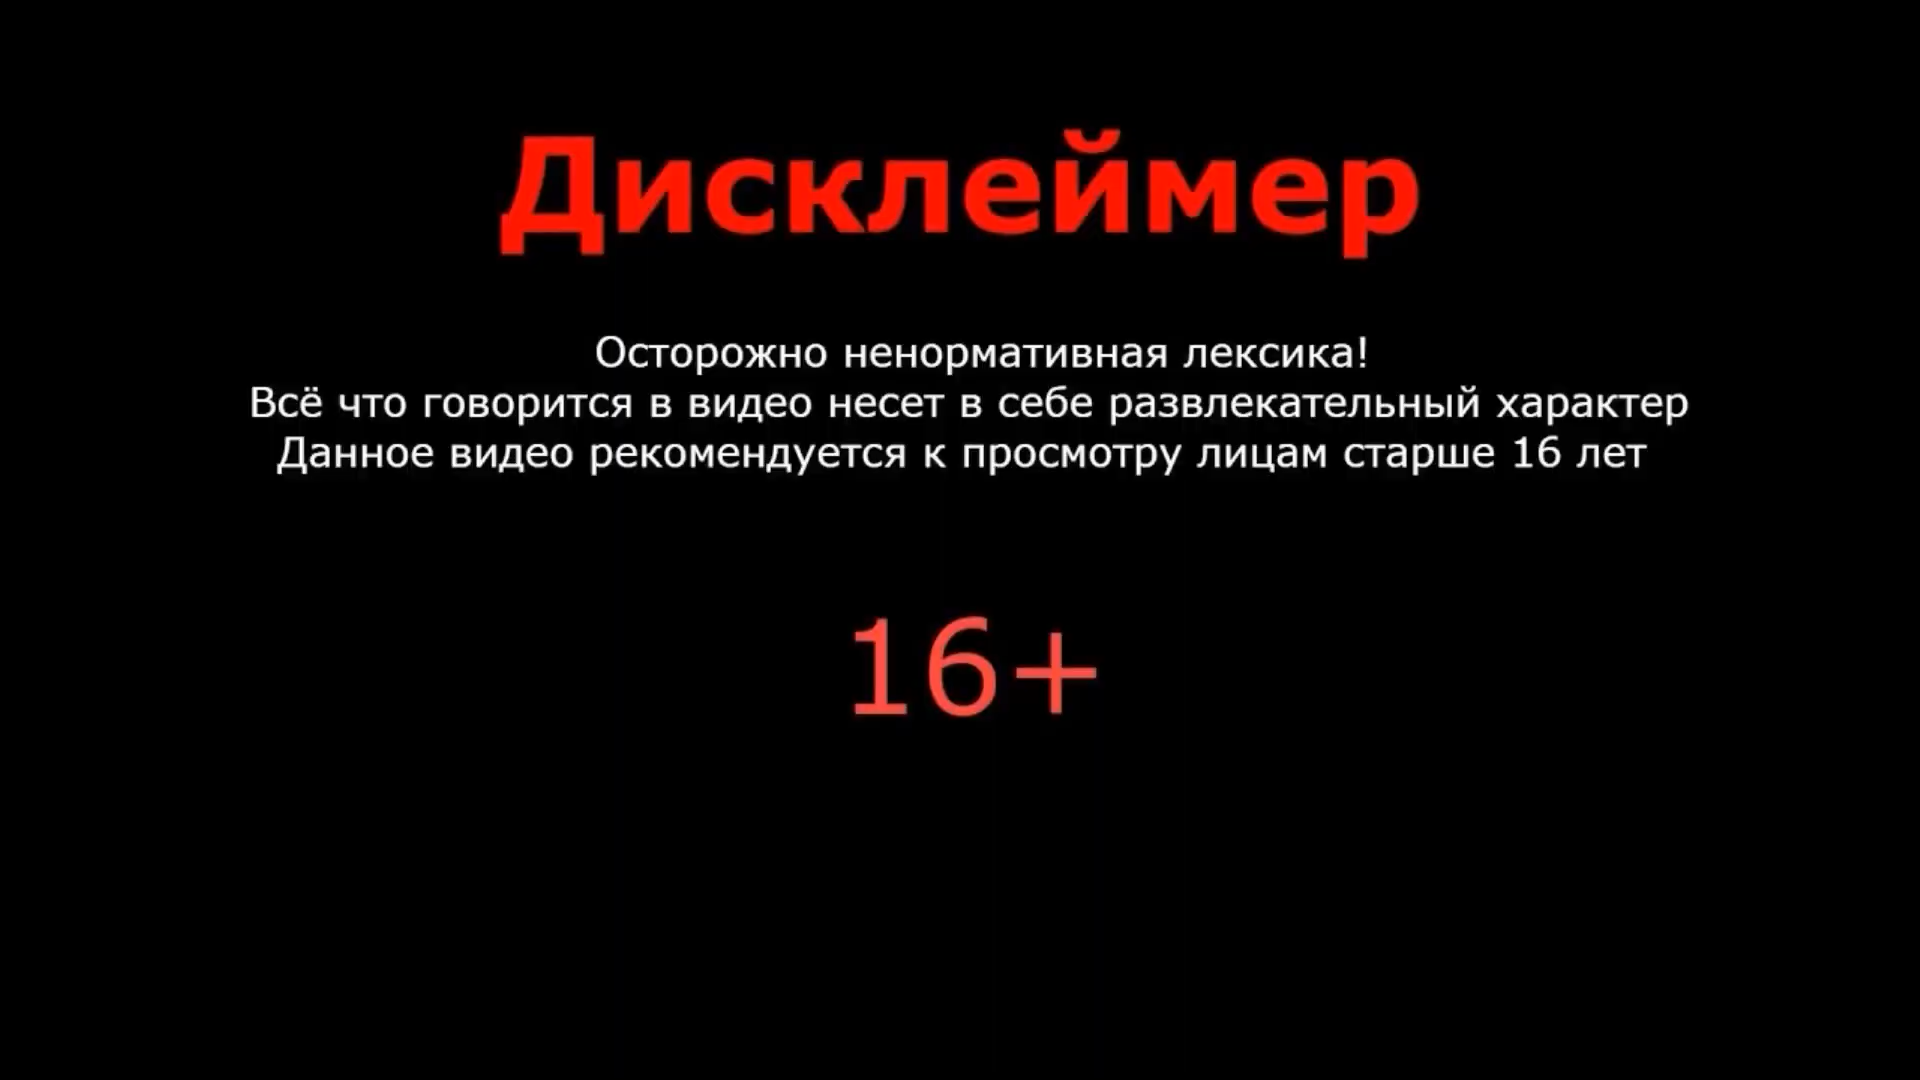 Дисклеймер
Осторожно ненормативная лексика!
Всё что говорится в видео несет в себе развлекательный характер
Данное видео рекомендуется к просмотру лицам старше 16 лет
16+